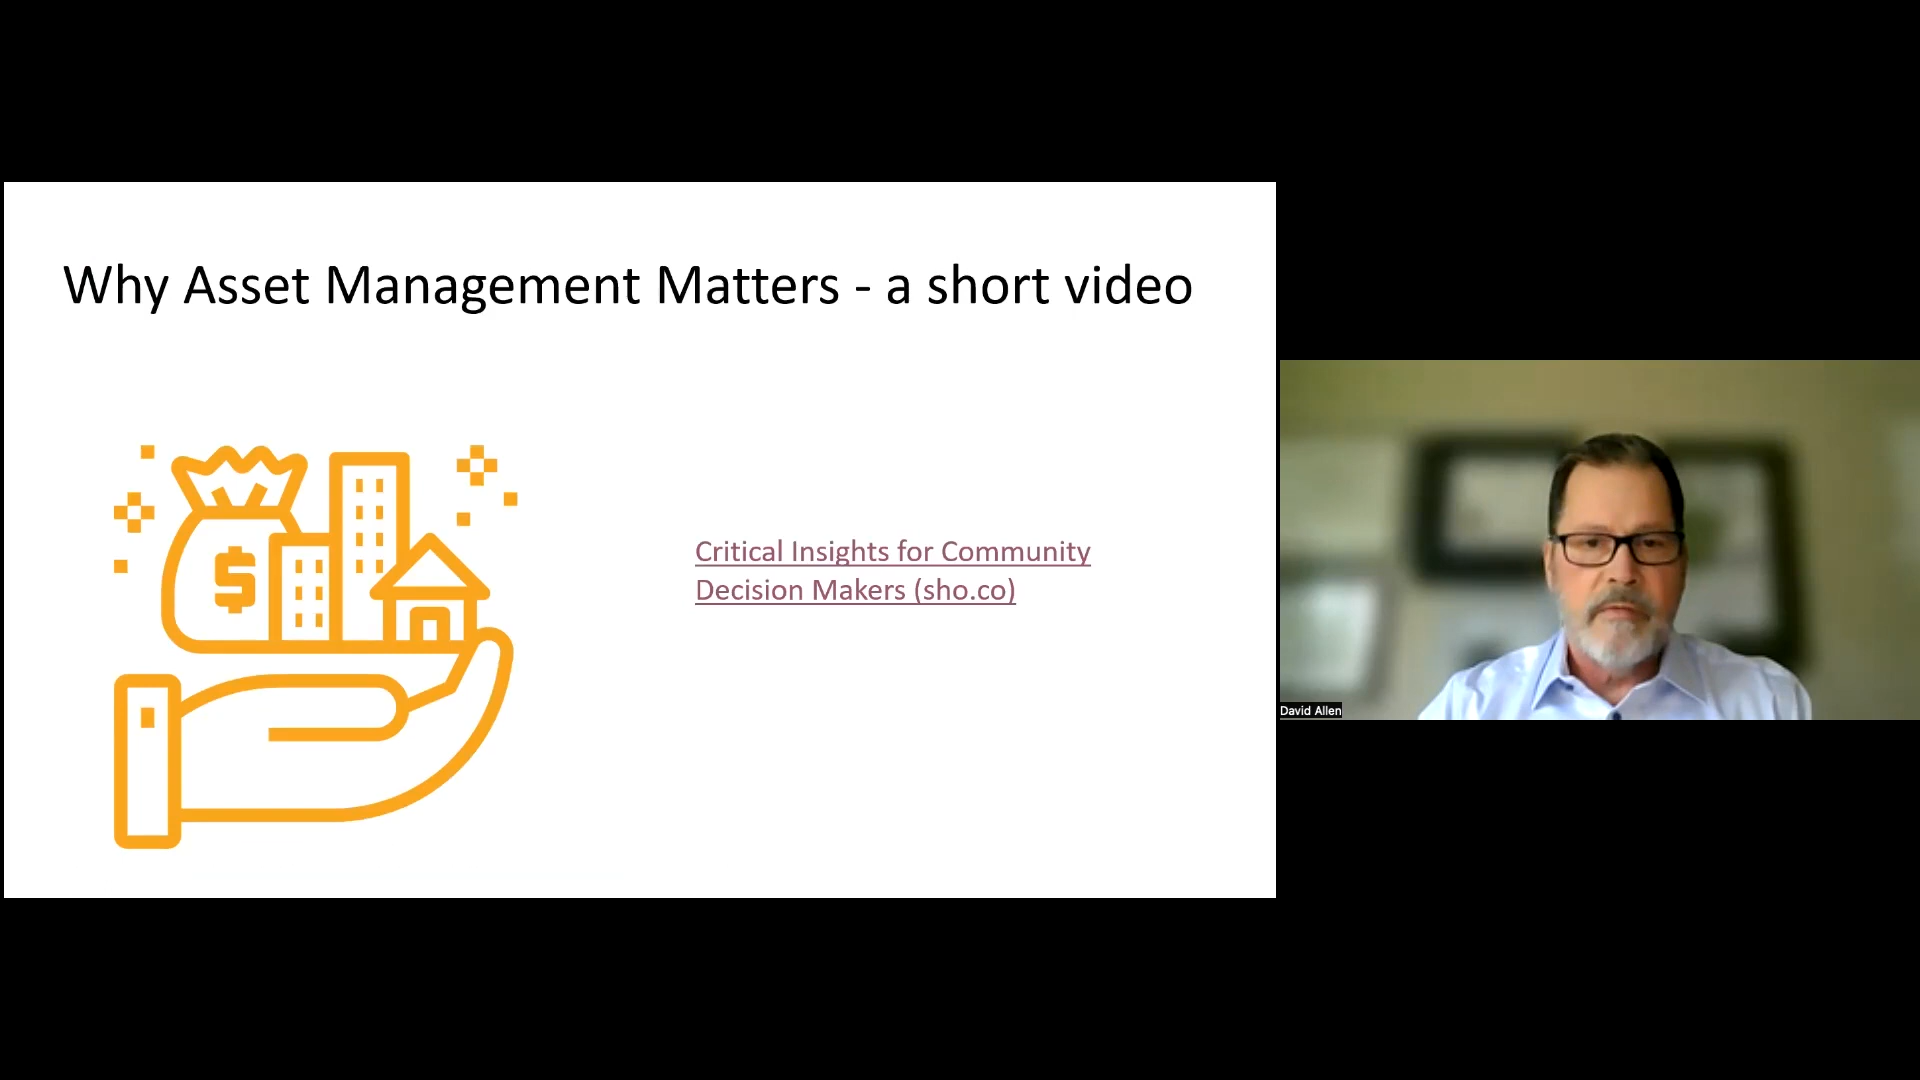 Why Asset Management Matters - a short video
$
Critical Insights for Community
Decision Makers (sho.co)
David Allen